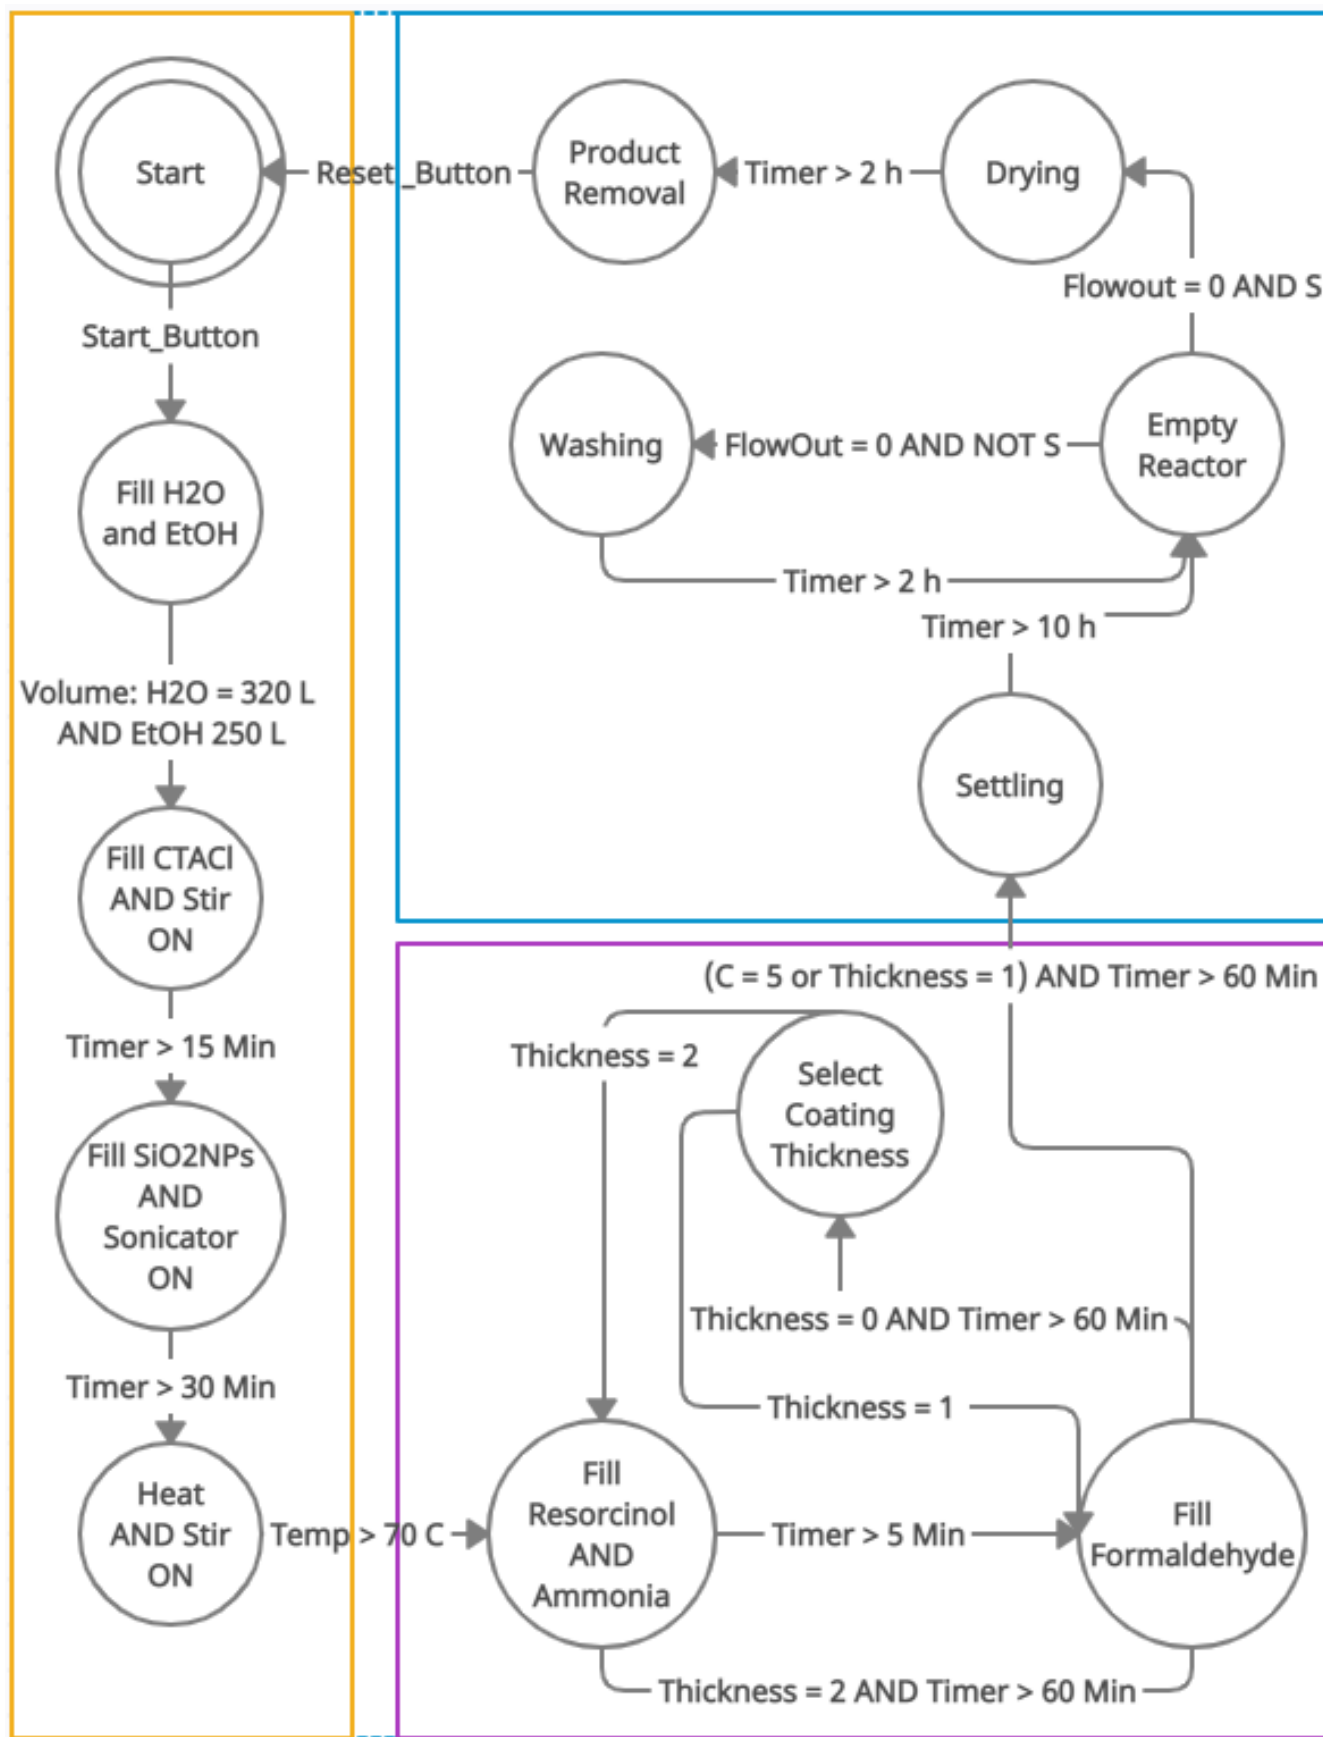 Start
Reset_Button
Product
Removal
Timer > 2 h
Drying
Flowout = 0 AND S
Start_Button
Washing
FlowOut = 0 AND NOT S
Empty
Reactor
Fill H2O
and EtOH
Timer > 2 h
Timer > 10 h
Volume: H2O = 320 L
AND EtOH 250 L
Settling
Fill CTACl
AND Stir
ON
(C = 5 or Thickness = 1) AND Timer > 60 Min
Timer > 15 Min
Thickness = 2
Select
Coating
Thickness
Fill SiO2NPs
AND
Sonicator
ON
Thickness = 0 AND Timer > 60 Min
Timer > 30 Min
Thickness = 1
Heat
AND Stir
ON
Temp > 70 C
Fill
Resorcinol
AND
Ammonia
Timer > 5 Min
Fill
Formaldehyde
Thickness = 2 AND Timer > 60 Min